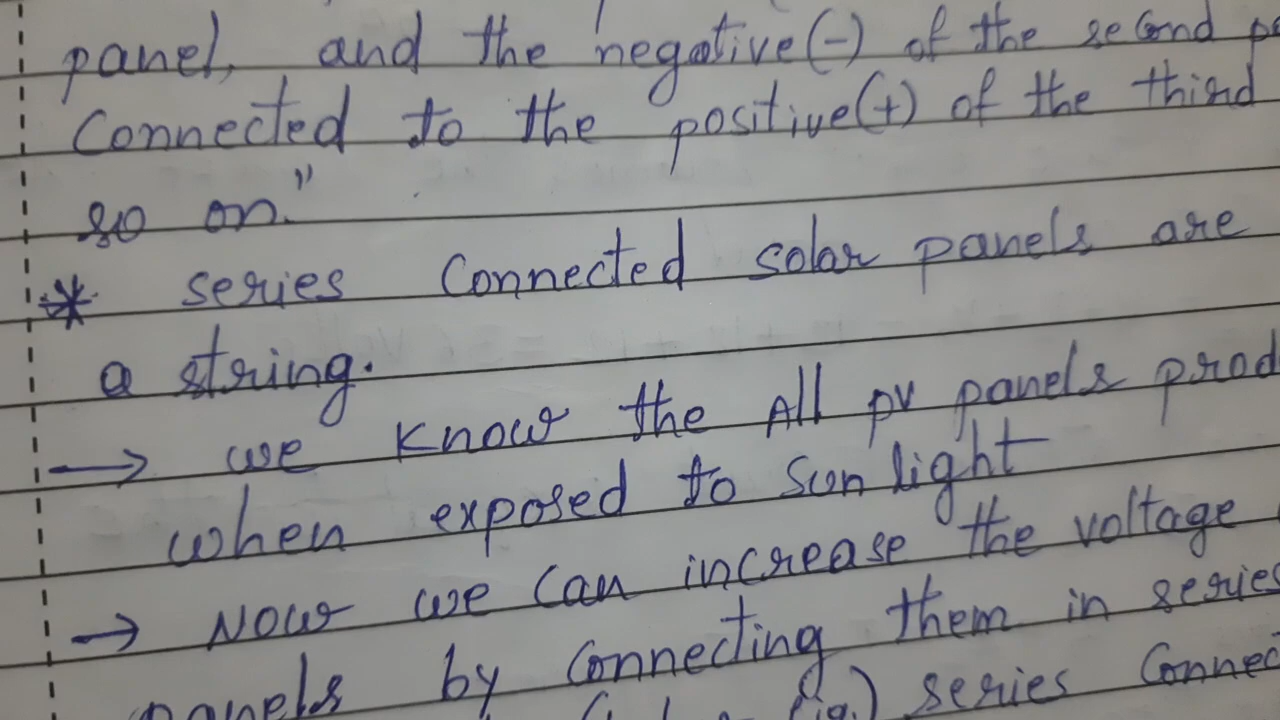 panel, and the negative(-) of the second
Connected to the positive(+) of the third
so on."
* series Connected solar panels are
a string.
→ we know the All pv panels prod
when exposed to sun light
→ Now we can increase the voltage
panels by Connecting them in series
fig.) series Connec